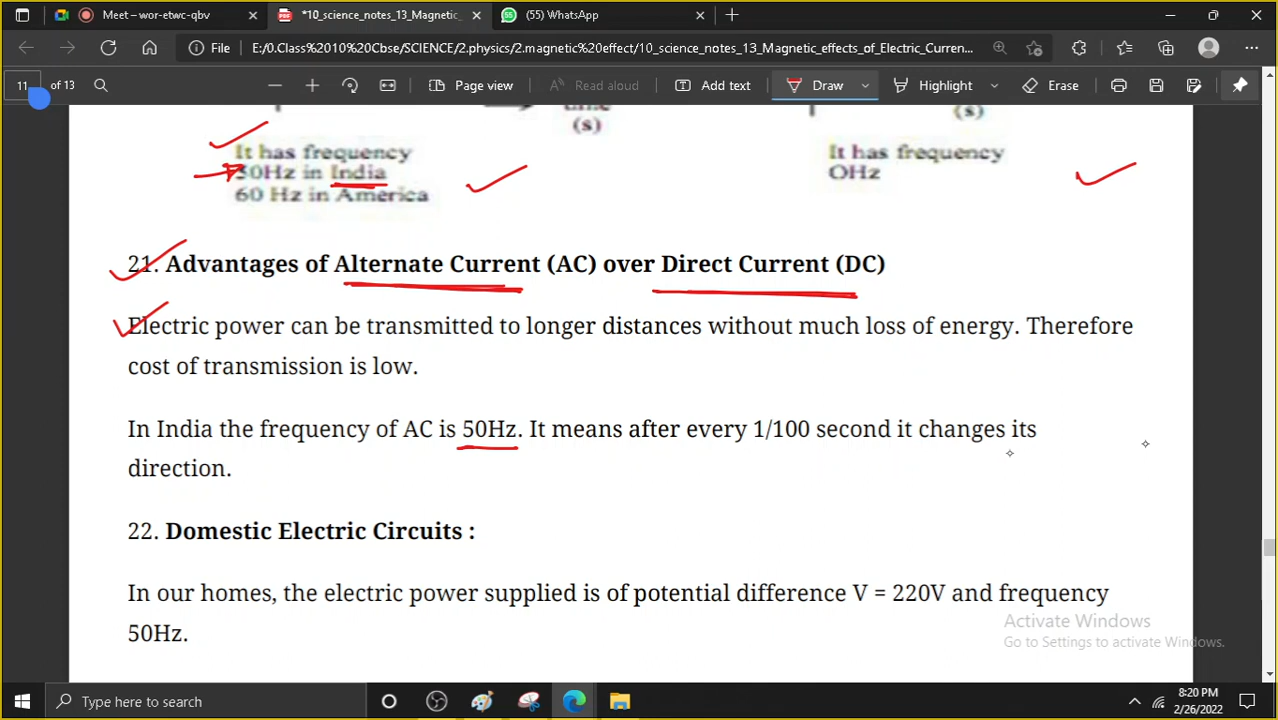 Meet – wor-etwc-qbv
*10_science_notes_13_Magnetic_
(55) WhatsApp
File
E:/0.Class%2010%20Cbse/SCIENCE/2.physics/2.magnetic%20effect/10_science_notes_13_Magnetic_effects_of_Electric_Curren...
11 of 13
Page view
Read aloud
Add text
Draw
Highlight
Erase
time
(s)
(s)
It has frequency
50Hz in India
60 Hz in America
It has frequency
OHz
21. Advantages of Alternate Current (AC) over Direct Current (DC)
Electric power can be transmitted to longer distances without much loss of energy. Therefore
cost of transmission is low.
In India the frequency of AC is 50Hz. It means after every 1/100 second it changes its
direction.
22. Domestic Electric Circuits :
In our homes, the electric power supplied is of potential difference V = 220V and frequency
50Hz.
Activate Windows
Go to Settings to activate Windows.
Type here to search
8:20 PM
2/26/2022